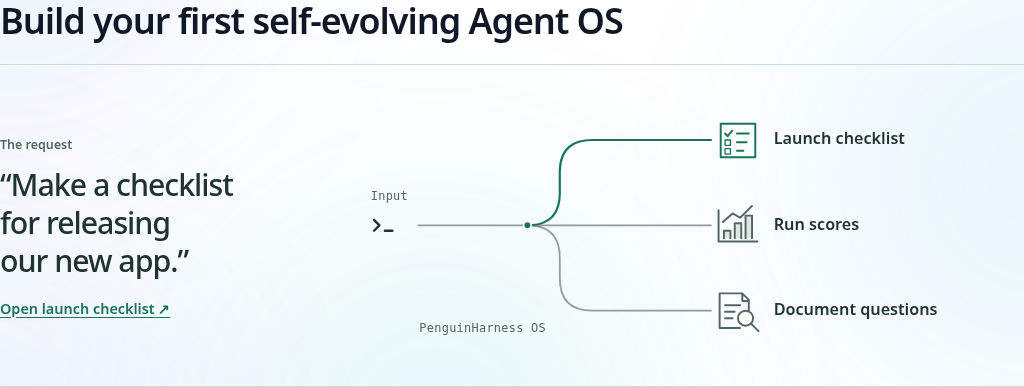 Build your first self-evolving Agent OS
The request
“Make a checklist
for releasing
our new app.”
Open launch checklist ↗
Input
PenguinHarness OS
Launch checklist
Run scores
Document questions